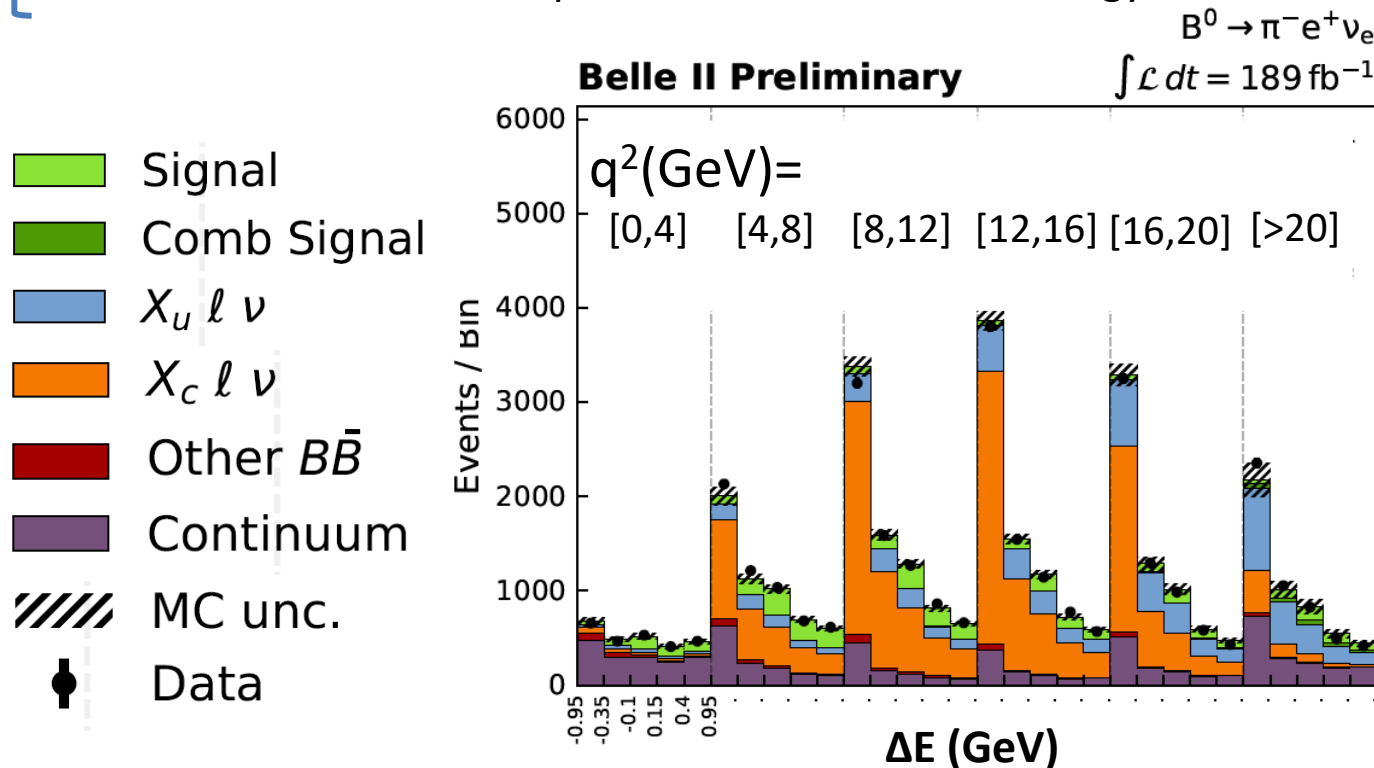 B⁰ → π⁻e⁺νₑ
Belle II Preliminary
∫ℒ dt = 189 fb⁻¹
Signal
Comb Signal
X_u ℓ ν
X_c ℓ ν
Other BB̄
Continuum
MC unc.
Data
q²(GeV)=
[0,4] [4,8] [8,12] [12,16] [16,20] [>20]
6000
5000
4000
3000
2000
1000
0
Events / Bin
-0.95
-0.35
-0.1
0.15
0.4
0.95
ΔE (GeV)